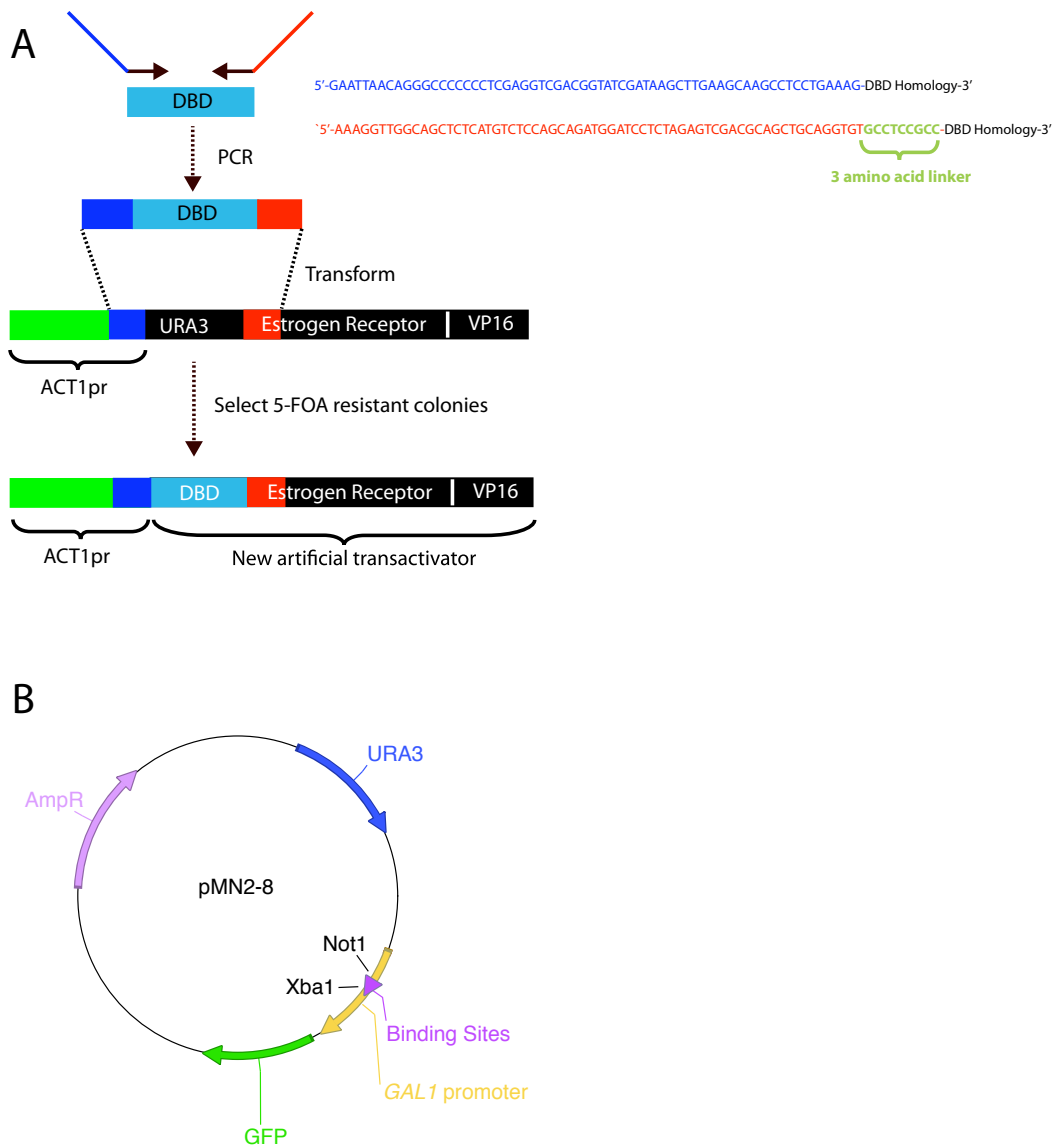 A
DBD
5’-GAATTAACAGGGCCCCCCCTCGAGGTCGACGGTATCGATAAGCTTGAAGCAAGCCTCCTGAAAG-DBD Homology-3’
`5’-AAAGGTTGGCAGCTCTCATGTCTCCAGCAGATGGATCCTCTAGAGTCGACGCAGCTGCAGGTGTGCCTCCGCC-DBD Homology-3’
3 amino acid linker
PCR
DBD
Transform
URA3 Estrogen Receptor VP16
ACT1pr
Select 5-FOA resistant colonies
DBD Estrogen Receptor VP16
ACT1pr New artificial transactivator
B
URA3
AmpR
pMN2-8
Not1
Xba1
Binding Sites
GAL1 promoter
GFP